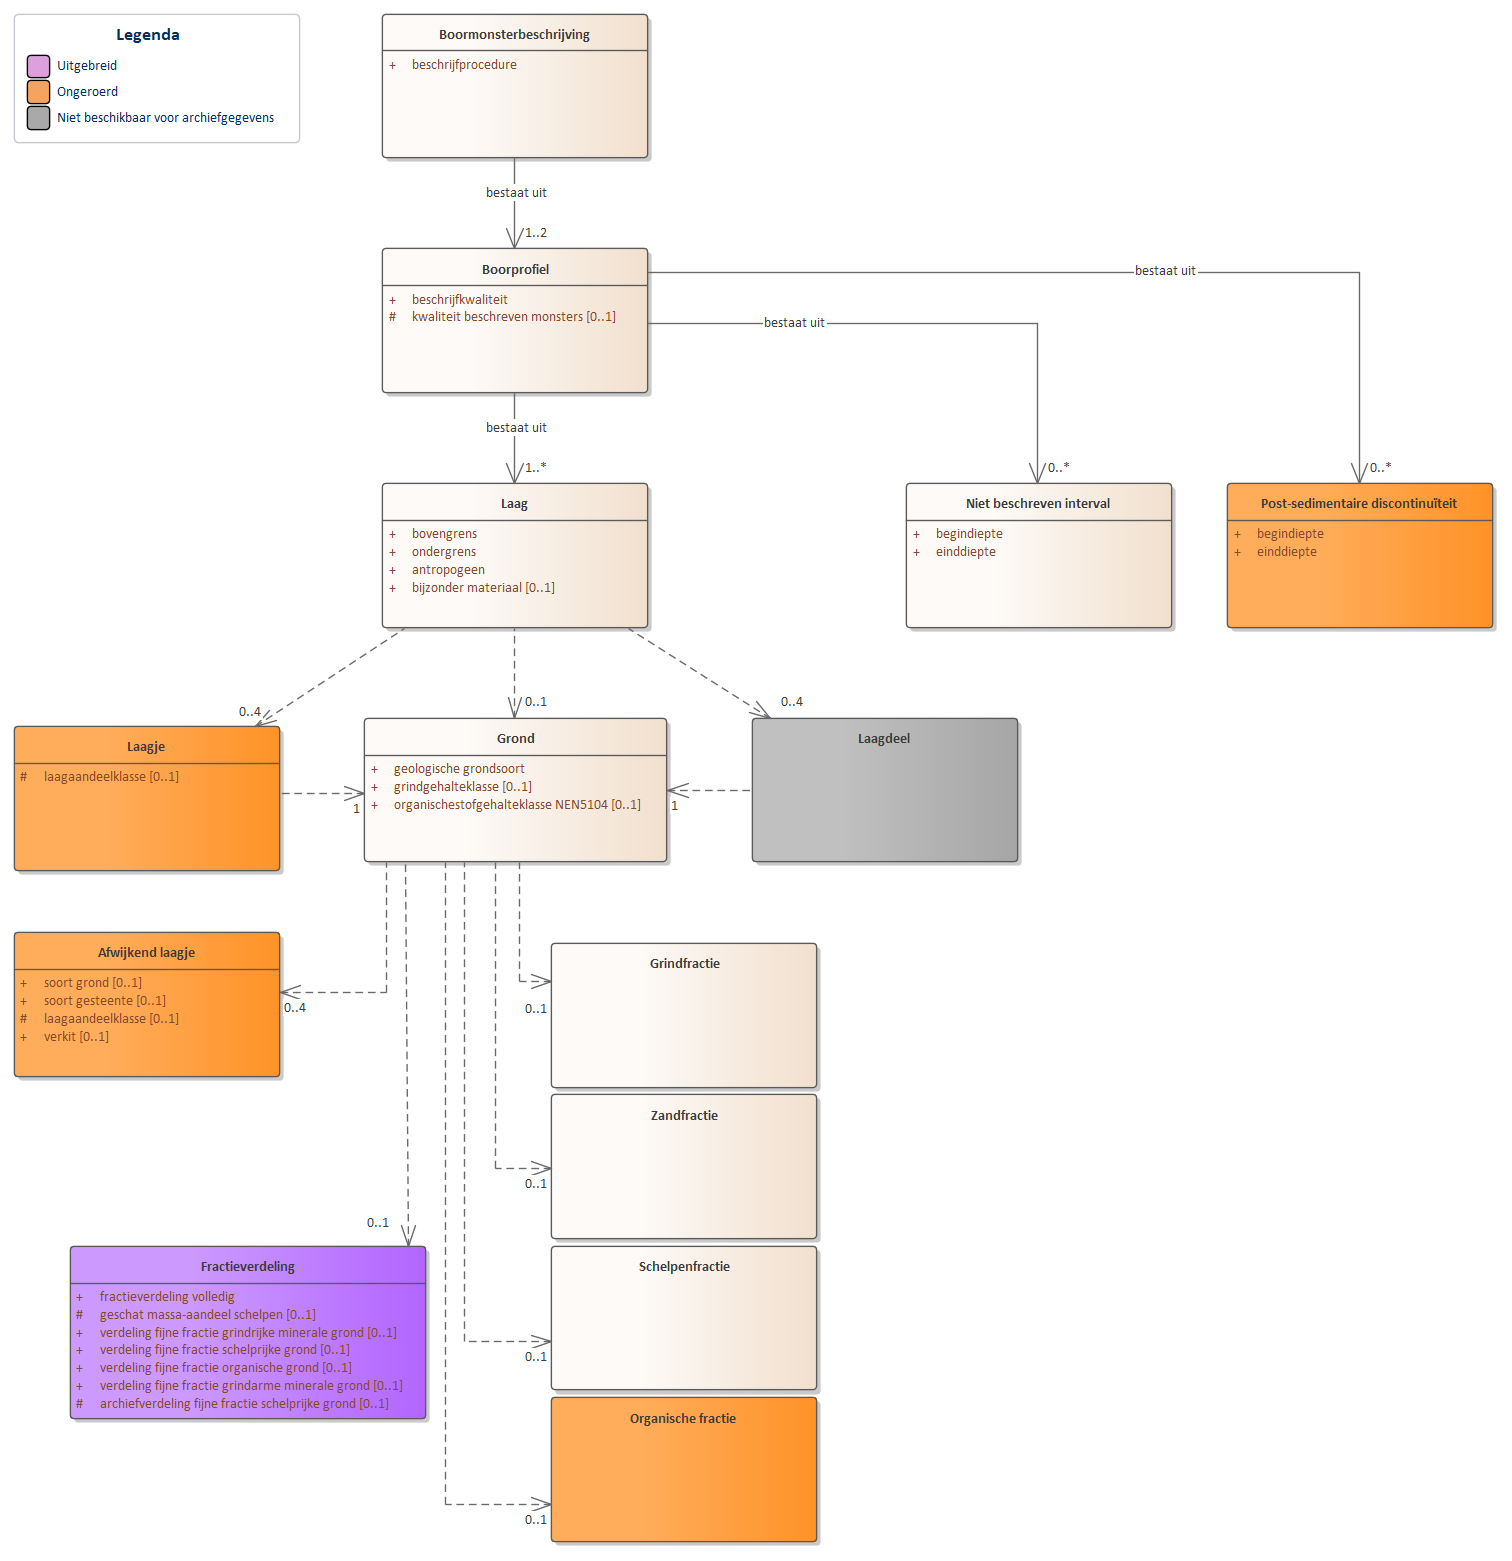 Legenda
Uitgebreid
Ongeroerd
Niet beschikbaar voor archiefgegevens
Boormonsterbeschrijving
+ beschrijfprocedure
bestaat uit
1..2
Boorprofiel
+ beschrijfkwaliteit
# kwaliteit beschreven monsters [0..1]
bestaat uit
bestaat uit
bestaat uit
1..*
0..*
0..*
Laag
+ bovengrens
+ ondergrens
+ antropogeen
+ bijzonder materiaal [0..1]
Niet beschreven interval
+ begindiepte
+ einddiepte
Post-sedimentaire discontinuïteit
+ begindiepte
+ einddiepte
0..4
0..1
0..4
Laagje
# laagaandeelklasse [0..1]
1
Grond
+ geologische grondsoort
+ grindgehalteklasse [0..1]
+ organischestofgehalteklasse NEN5104 [0..1]
1
Laagdeel
Afwijkend laagje
+ soort grond [0..1]
+ soort gesteente [0..1]
# laagaandeelklasse [0..1]
+ verkit [0..1]
0..4
Grindfractie
0..1
Zandfractie
0..1
0..1
Fractieverdeling
+ fractieverdeling volledig
# geschat massa-aandeel schelpen [0..1]
+ verdeling fijne fractie grindrijke minerale grond [0..1]
+ verdeling fijne fractie schelprijke grond [0..1]
+ verdeling fijne fractie organische grond [0..1]
+ verdeling fijne fractie grindarme minerale grond [0..1]
# archiefverdeling fijne fractie schelprijke grond [0..1]
Schelpenfractie
0..1
Organische fractie
0..1